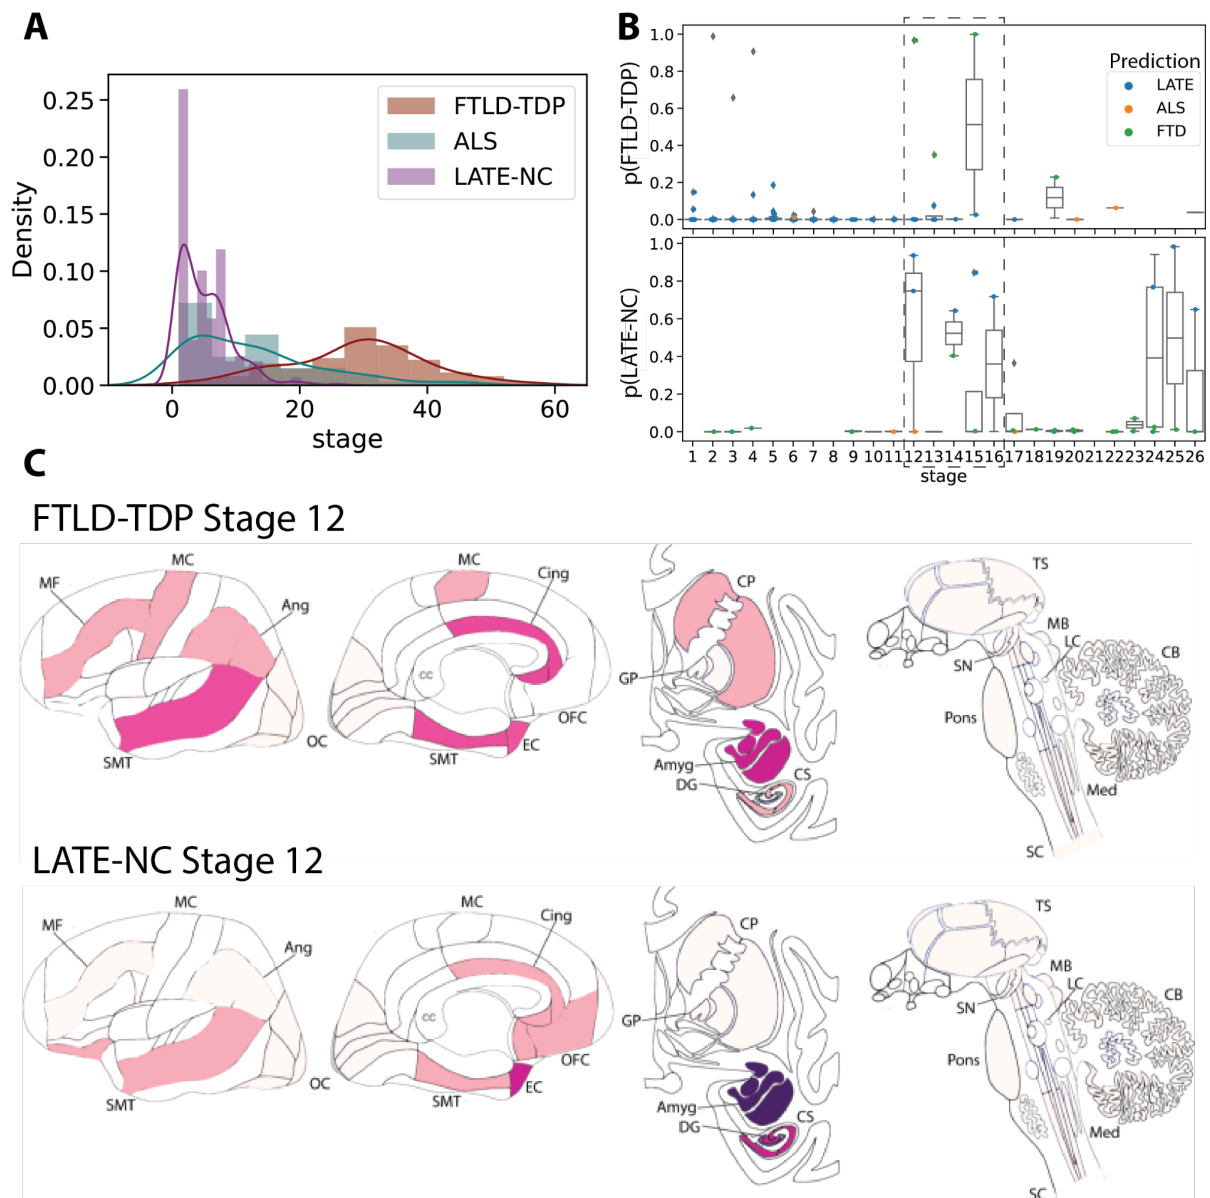 A
0.25
0.20
0.15
0.10
0.05
0.00
Density
0 20 40 60
stage
FTLD-TDP
ALS
LATE-NC
B
1.0
0.8
0.6
0.4
0.2
0.0
p(FTLD-TDP)
Prediction
LATE
ALS
FTD
1.0
0.8
0.6
0.4
0.2
0.0
p(LATE-NC)
1 2 3 4 5 6 7 8 9 10 11 12 13 14 15 16 17 18 19 20 21 22 23 24 25 26
stage
C
FTLD-TDP Stage 12
MF
MC
Ang
SMT
OC
MC
Cing
cc
SMT
EC
OFC
CP
GP
Amyg
DG
CS
TS
MB
LC
SN
CB
Pons
Med
SC
LATE-NC Stage 12
MF
MC
Ang
SMT
OC
MC
Cing
cc
SMT
EC
OFC
CP
GP
Amyg
DG
CS
TS
MB
LC
SN
CB
Pons
Med
SC